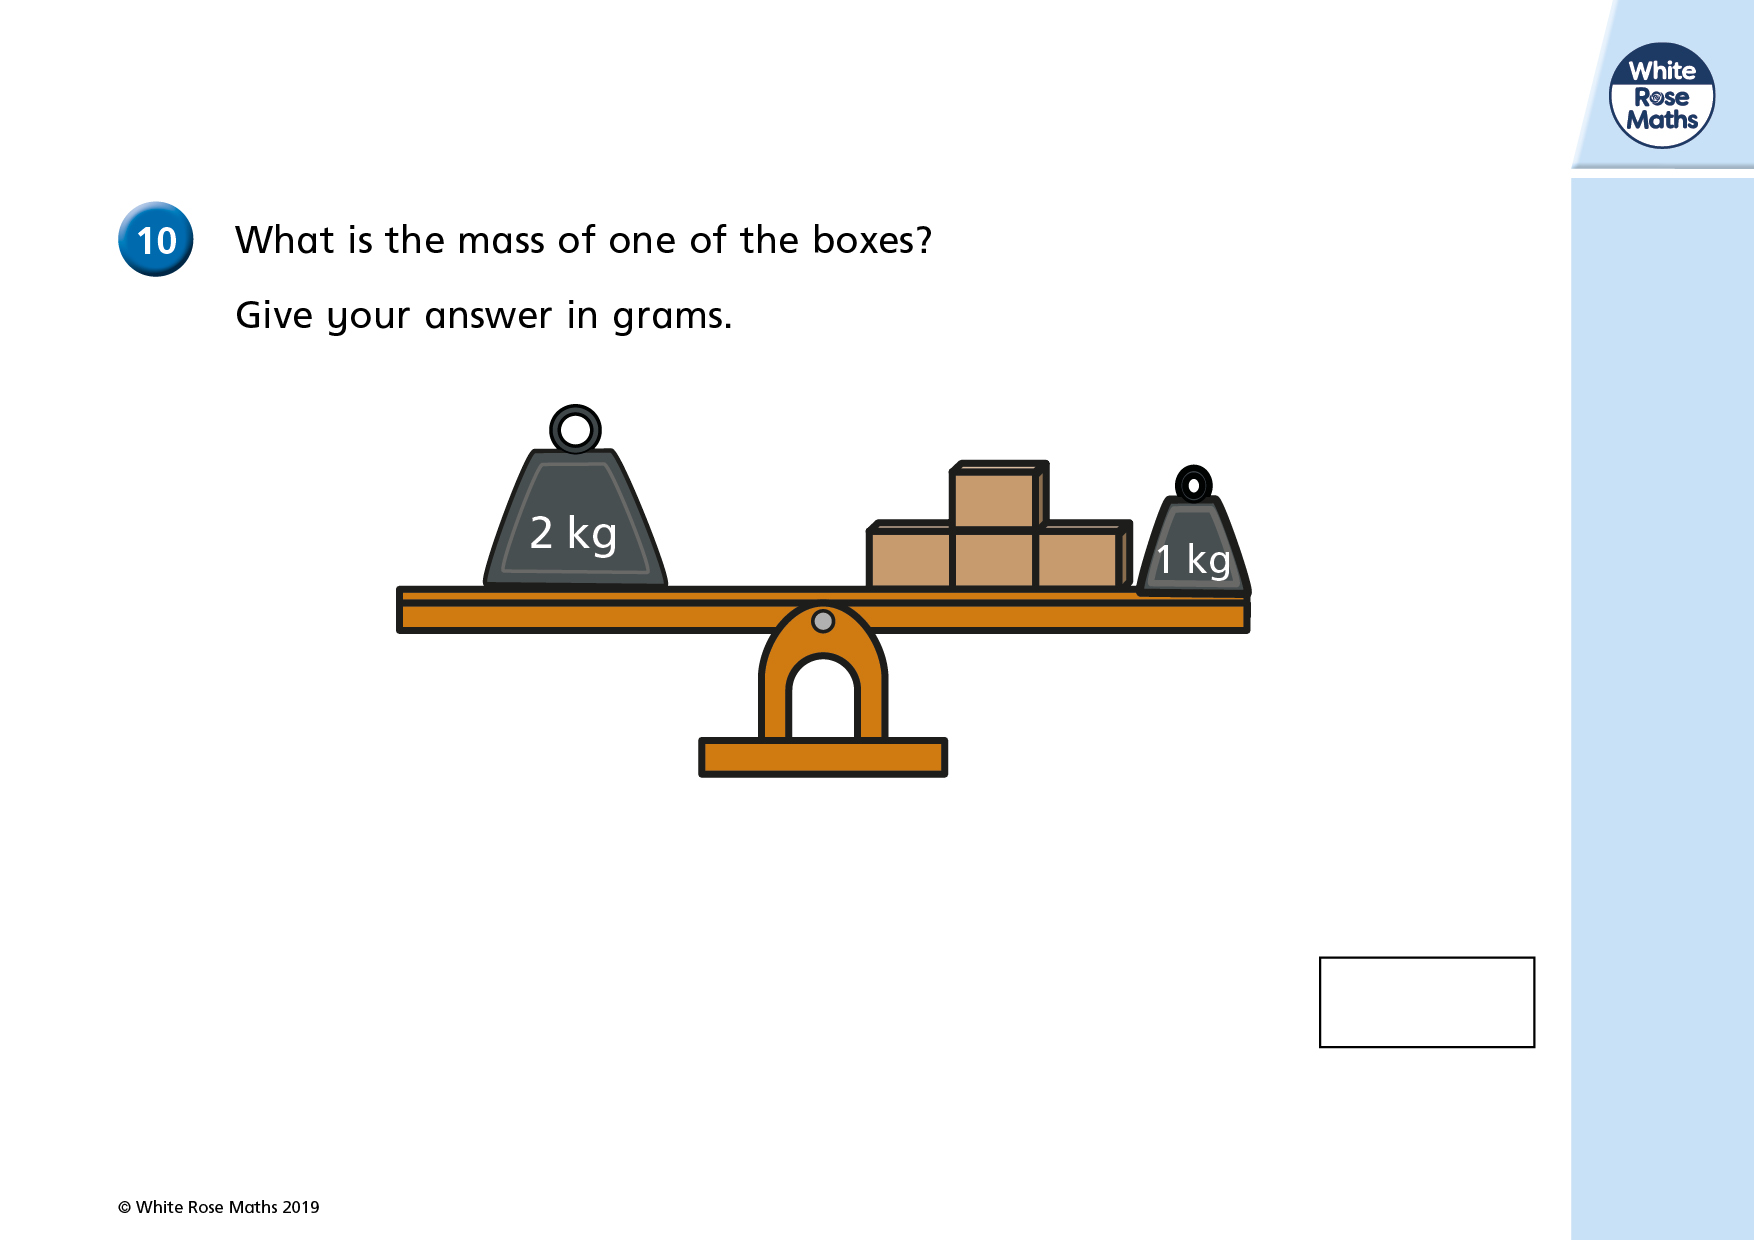 White
Rose
Maths
10 What is the mass of one of the boxes?
Give your answer in grams.
2 kg
1 kg
© White Rose Maths 2019